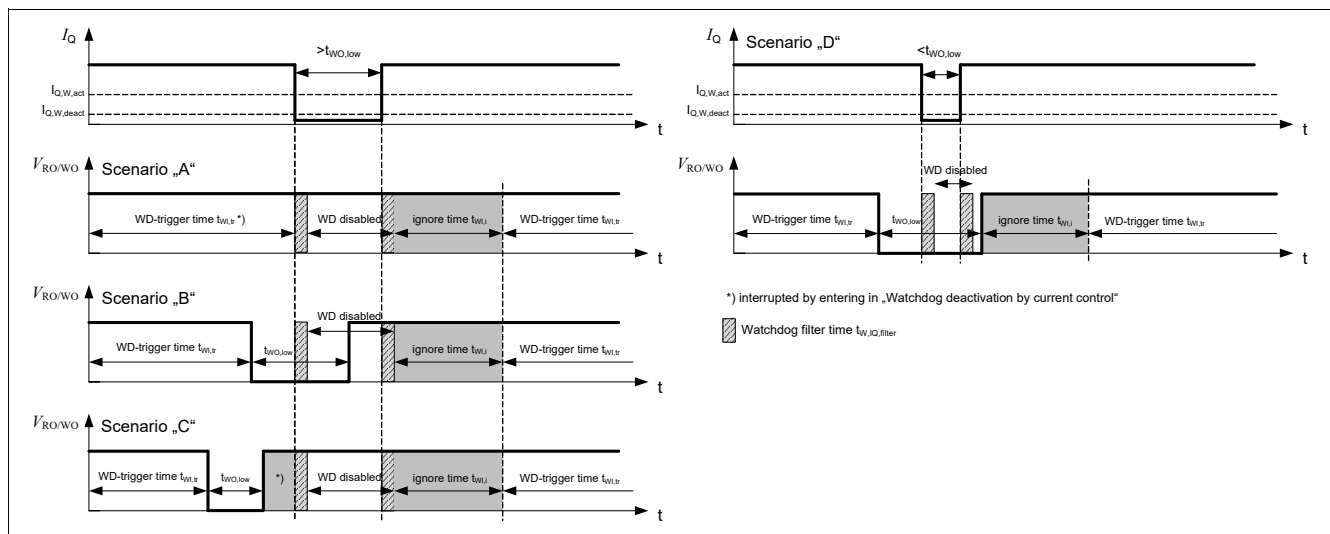 I_Q
>t_WO,low
I_Q,W,act
I_Q,W,deact
t
V_RO/WO
Scenario „A“
WD-trigger time t_WI,tr *)
WD disabled
ignore time t_WI,i
WD-trigger time t_WI,tr
t
V_RO/WO
Scenario „B“
WD disabled
WD-trigger time t_WI,tr
t_WO,low
ignore time t_WI,i
WD-trigger time t_WI,tr
t
V_RO/WO
Scenario „C“
WD-trigger time t_WI,tr
t_WO,low
*)
WD disabled
ignore time t_WI,i
WD-trigger time t_WI,tr
t
I_Q
Scenario „D“
<t_WO,low
I_Q,W,act
I_Q,W,deact
t
V_RO/WO
WD disabled
WD-trigger time t_WI,tr
t_WO,low
ignore time t_WI,i
WD-trigger time t_WI,tr
t
*) interrupted by entering in „Watchdog deactivation by current control“
Watchdog filter time t_W,IQ,filter